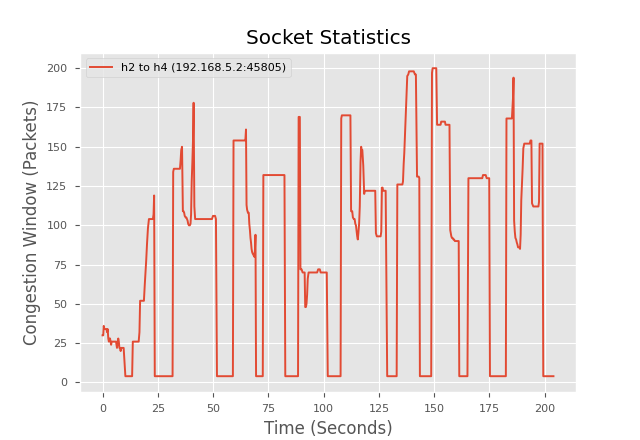 Socket Statistics
h2 to h4 (192.168.5.2:45805)
Congestion Window (Packets)
200
175
150
125
100
75
50
25
0
0 25 50 75 100 125 150 175 200
Time (Seconds)